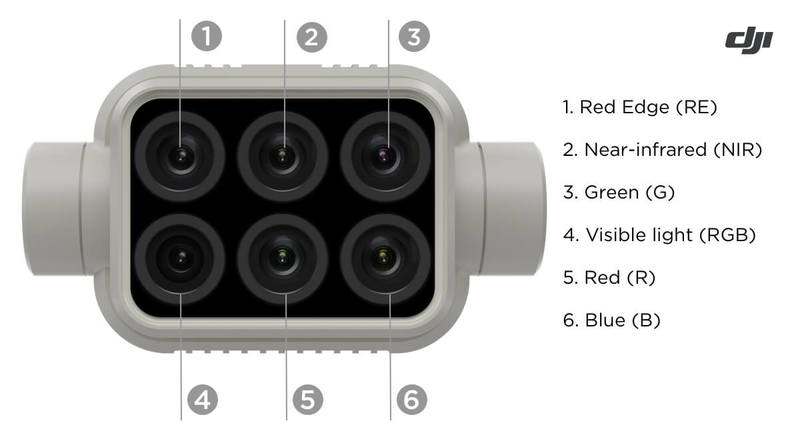 1
2
3
dji
1. Red Edge (RE)
2. Near-infrared (NIR)
3. Green (G)
4. Visible light (RGB)
5. Red (R)
6. Blue (B)
4
5
6